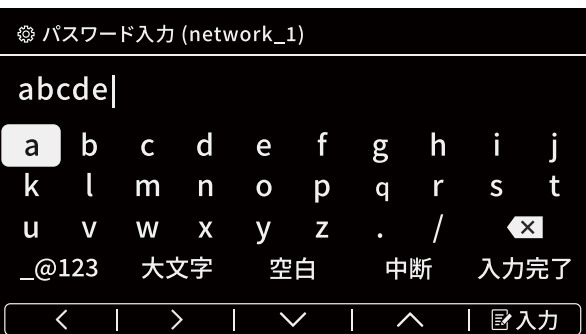 パスワード入力 (network_1)
abcde
a b c d e f g h i j
k l m n o p q r s t
u v w x y z . /
_@123 大文字 空白 中断 入力完了
入力